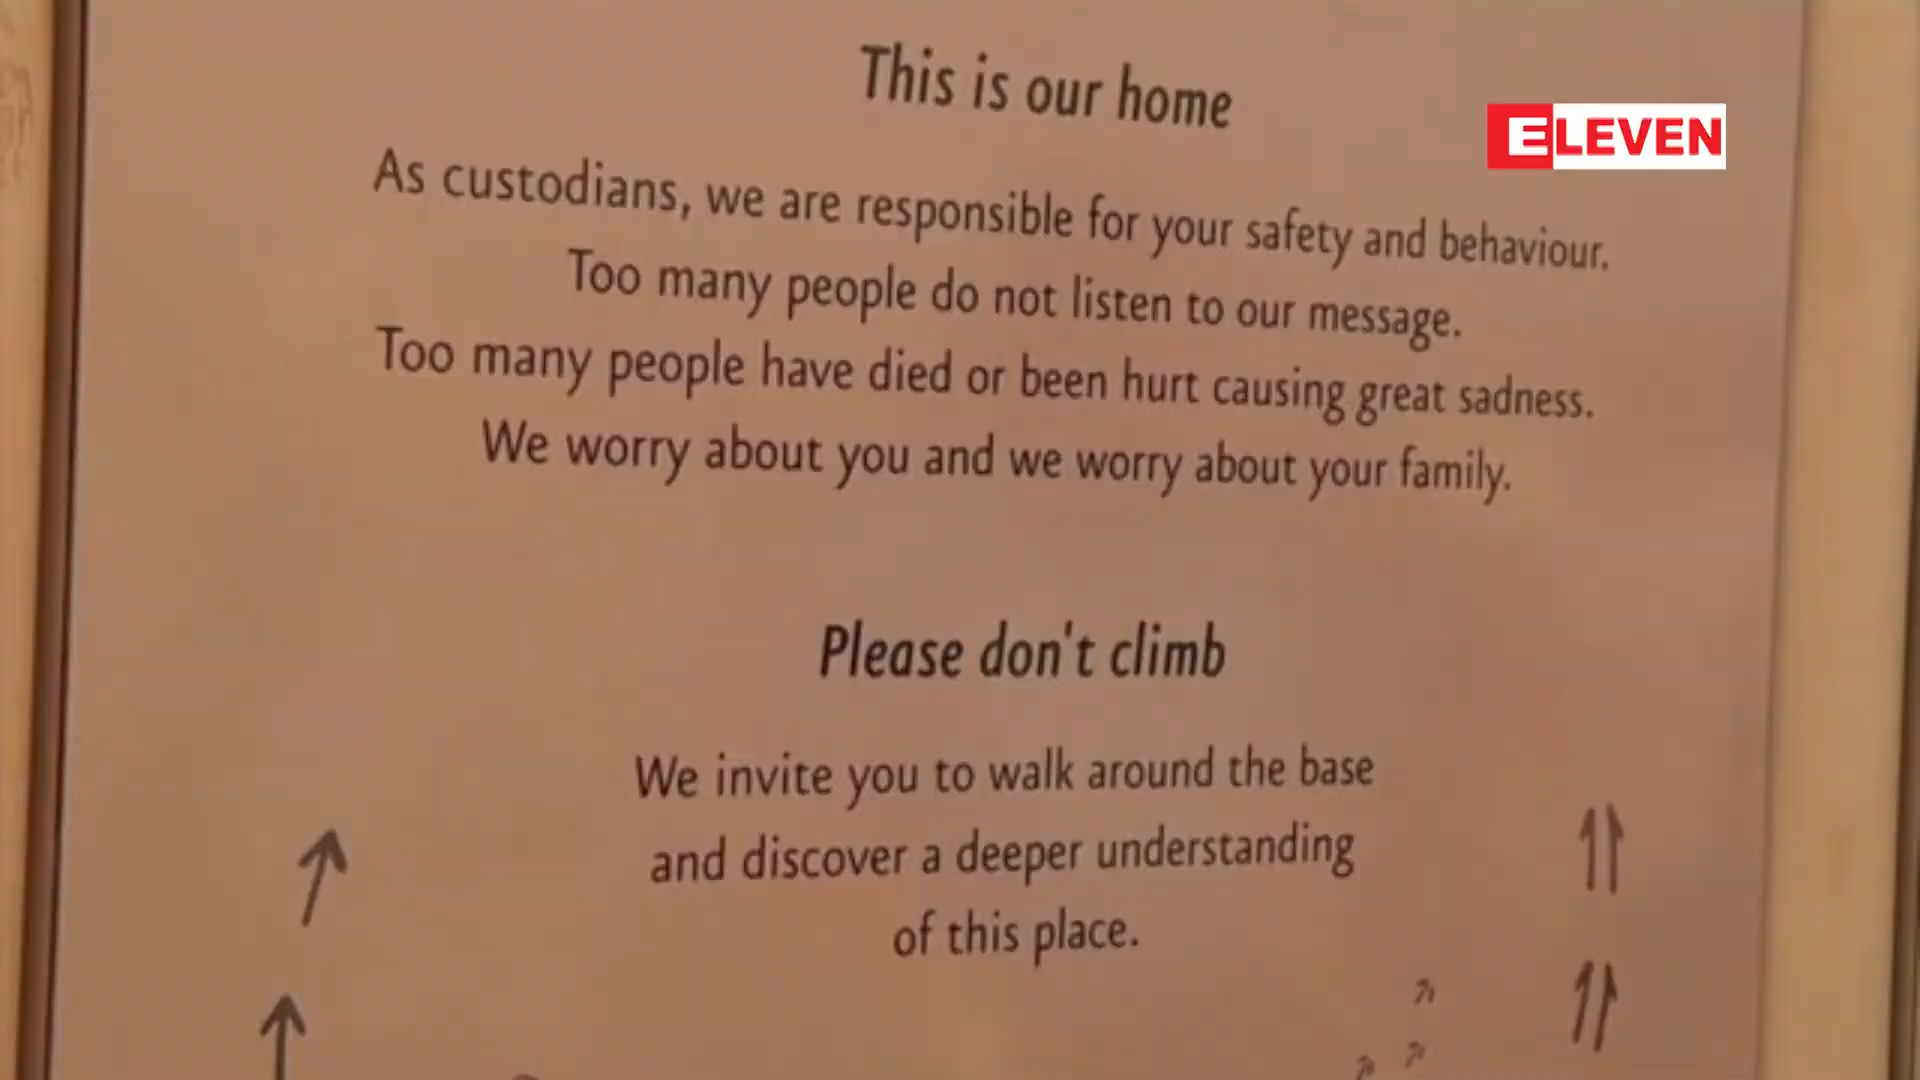 This is our home
ELEVEN
As custodians, we are responsible for your safety and behaviour.
Too many people do not listen to our message.
Too many people have died or been hurt causing great sadness.
We worry about you and we worry about your family.
Please don't climb
We invite you to walk around the base
and discover a deeper understanding
of this place.